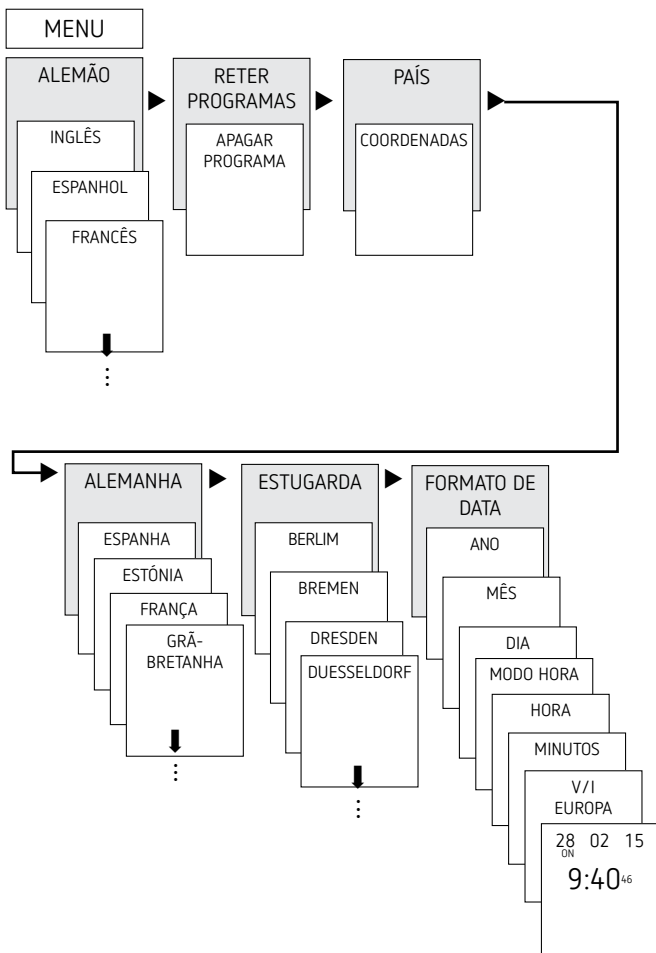 MENU
ALEMÃO
INGLÊS
ESPANHOL
FRANCÊS
⋮
RETER
PROGRAMAS
APAGAR
PROGRAMA
PAÍS
COORDENADAS
ALEMANHA
ESPANHA
ESTÓNIA
FRANÇA
GRÃ-
BRETANHA
⋮
ESTUGARDA
BERLIM
BREMEN
DRESDEN
DUESSELDORF
⋮
FORMATO DE
DATA
ANO
MÊS
DIA
MODO HORA
HORA
MINUTOS
V/I
EUROPA
28 02 15
ON
9:40 46